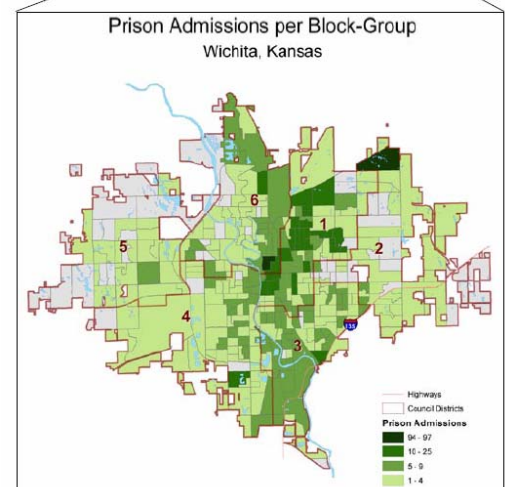 Prison Admissions per Block-Group
Wichita, Kansas
6
1
5
2
4
3
135
Highways
Council Districts
Prison Admissions
94 - 97
10 - 25
5 - 9
1 - 4